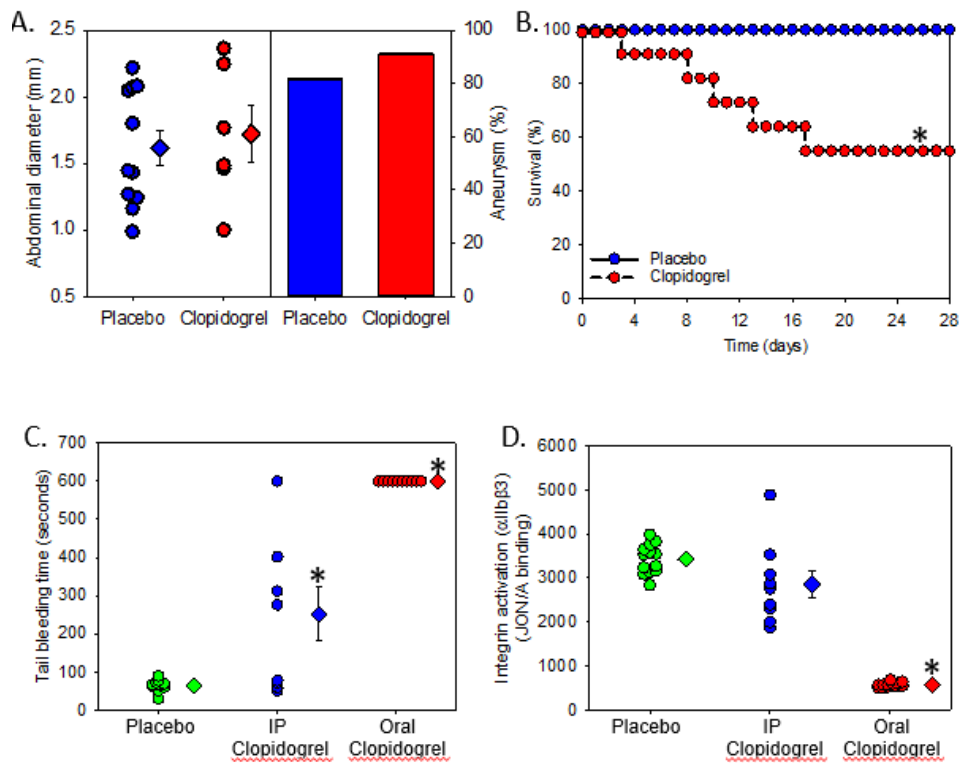 A.
Abdominal diameter (mm)
2.5
2.0
1.5
1.0
0.5
100
80
60
40
20
0
Aneurysm (%)
Placebo Clopidogrel Placebo Clopidogrel
B.
Survival (%)
100
80
60
40
20
0
Placebo
Clopidogrel
*
0 4 8 12 16 20 24 28
Time (days)
C.
Tail bleeding time (seconds)
700
600
500
400
300
200
100
0
*
*
Placebo IP Oral
Clopidogrel Clopidogrel
D.
Integrin activation (αIIbβ3)
(JON/A binding)
6000
5000
4000
3000
2000
1000
0
*
Placebo IP Oral
Clopidogrel Clopidogrel